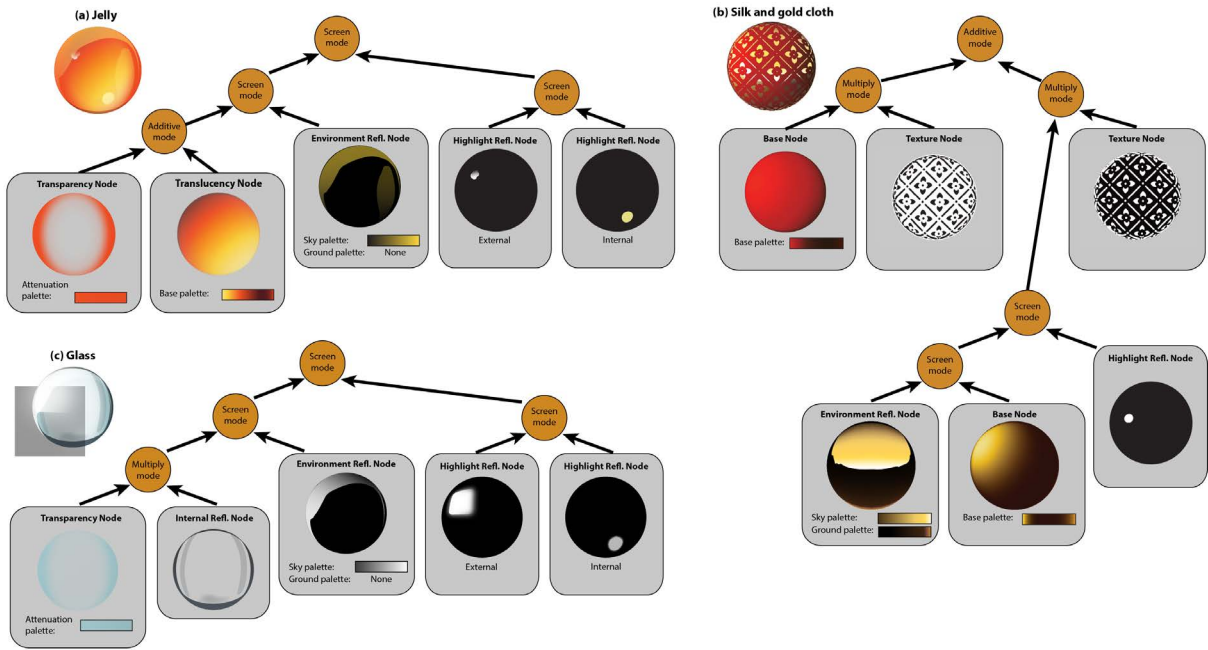 (a) Jelly
Screen
mode
Screen
mode
Screen
mode
Additive
mode
Environment Refl. Node
Sky palette:
Ground palette: None
Highlight Refl. Node
External
Highlight Refl. Node
Internal
Transparency Node
Attenuation
palette:
Translucency Node
Base palette:
(b) Silk and gold cloth
Additive
mode
Multiply
mode
Multiply
mode
Base Node
Base palette:
Texture Node
Texture Node
Screen
mode
Screen
mode
Highlight Refl. Node
Environment Refl. Node
Sky palette:
Ground palette:
Base Node
Base palette:
(c) Glass
Screen
mode
Screen
mode
Screen
mode
Multiply
mode
Environment Refl. Node
Sky palette:
Ground palette: None
Highlight Refl. Node
External
Highlight Refl. Node
Internal
Transparency Node
Attenuation
palette:
Internal Refl. Node